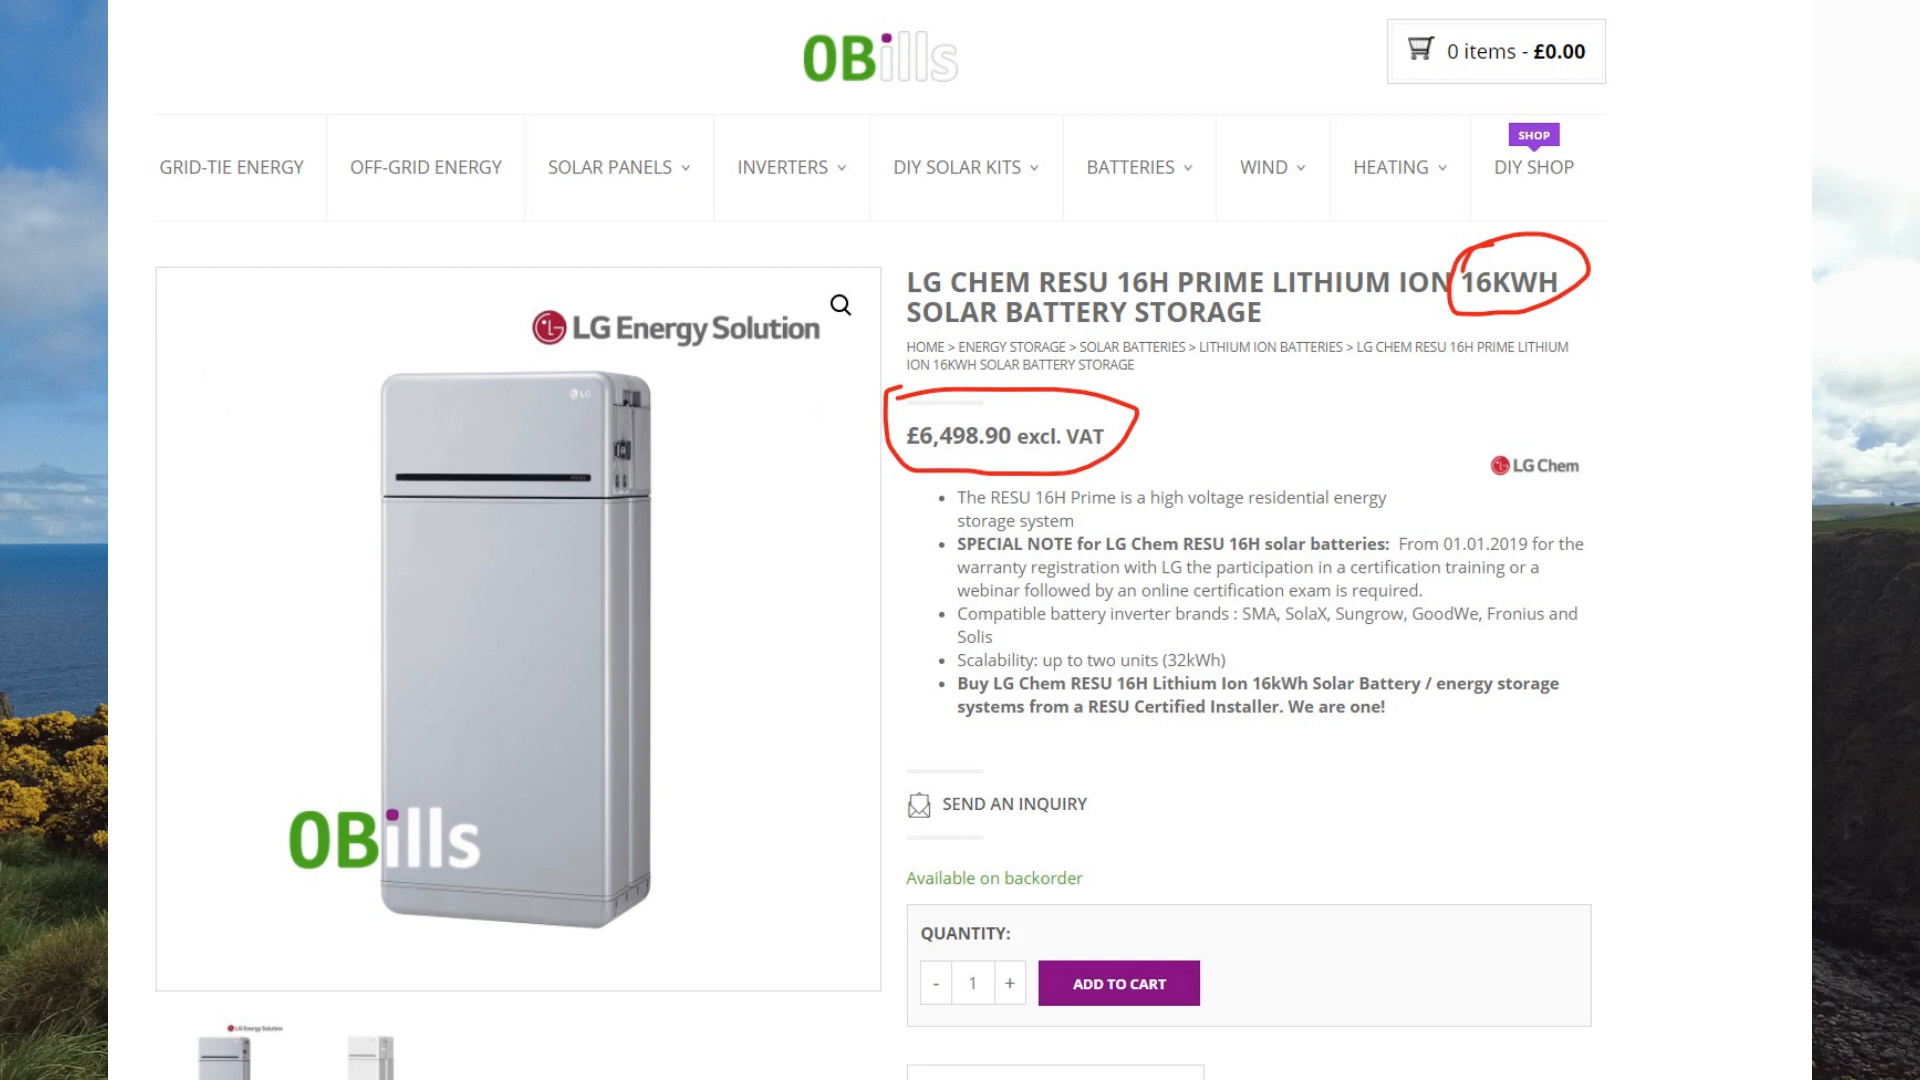 0Bills
0 items - £0.00
SHOP
GRID-TIE ENERGY
OFF-GRID ENERGY
SOLAR PANELS
INVERTERS
DIY SOLAR KITS
BATTERIES
WIND
HEATING
DIY SHOP
LG Energy Solution
LG
0Bills
LG Energy Solution
LG CHEM RESU 16H PRIME LITHIUM ION 16KWH
SOLAR BATTERY STORAGE
HOME > ENERGY STORAGE > SOLAR BATTERIES > LITHIUM ION BATTERIES > LG CHEM RESU 16H PRIME LITHIUM
ION 16KWH SOLAR BATTERY STORAGE
£6,498.90 excl. VAT
LG Chem
• The RESU 16H Prime is a high voltage residential energy
storage system
• SPECIAL NOTE for LG Chem RESU 16H solar batteries: From 01.01.2019 for the
warranty registration with LG the participation in a certification training or a
webinar followed by an online certification exam is required.
• Compatible battery inverter brands : SMA, SolaX, Sungrow, GoodWe, Fronius and
Solis
• Scalability: up to two units (32kWh)
• Buy LG Chem RESU 16H Lithium Ion 16kWh Solar Battery / energy storage
systems from a RESU Certified Installer. We are one!
SEND AN INQUIRY
Available on backorder
QUANTITY:
- 1 +
ADD TO CART